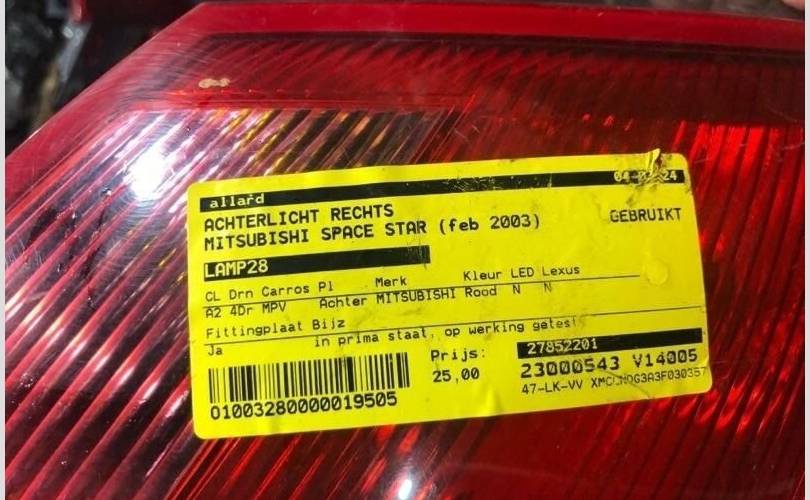 allard
ACHTERLICHT RECHTS
MITSUBISHI SPACE STAR (feb 2003) GEBRUIKT
LAMP28
CL Drn Carros Pl Merk Kleur LED Lexus
A2 4Dr MPV Achter MITSUBISHI Rood N N
Fittingplaat Bijz
Ja in prima staat, op werking getest
Prijs: 27852201
25,00 23000543 V14005
47-LK-VV
01003280000019505